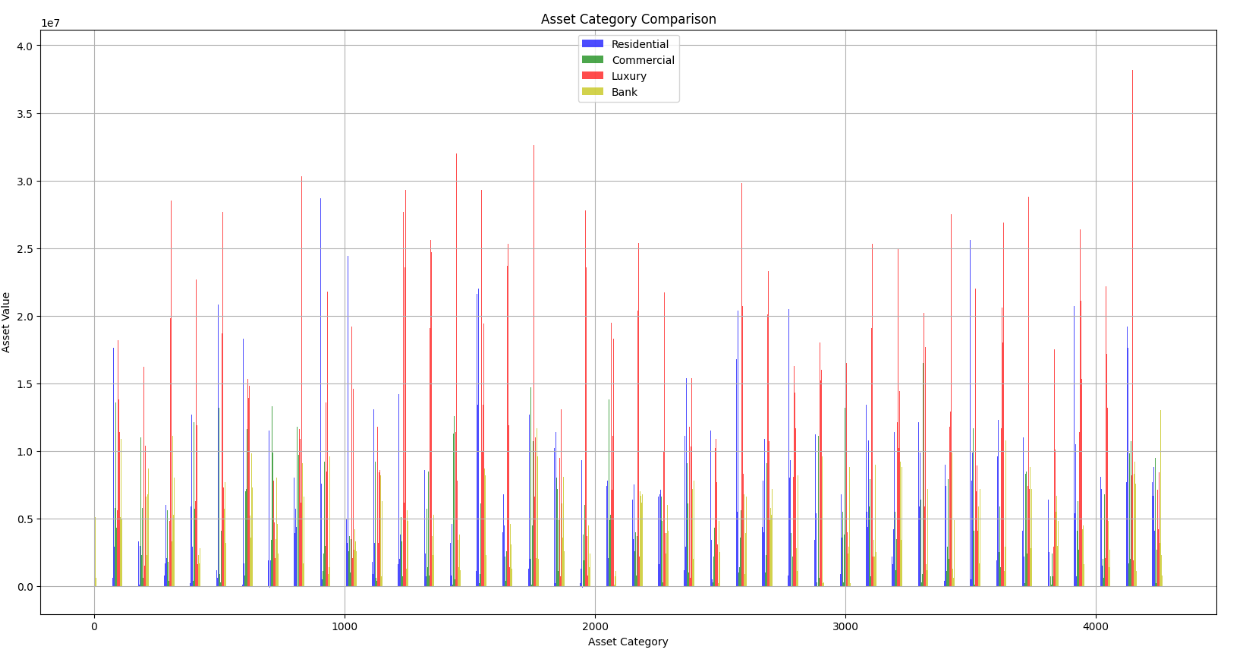 Asset Category Comparison
1e7
Residential
Commercial
Luxury
Bank
4.0
3.5
3.0
2.5
2.0
1.5
1.0
0.5
0.0
Asset Value
0 1000 2000 3000 4000
Asset Category